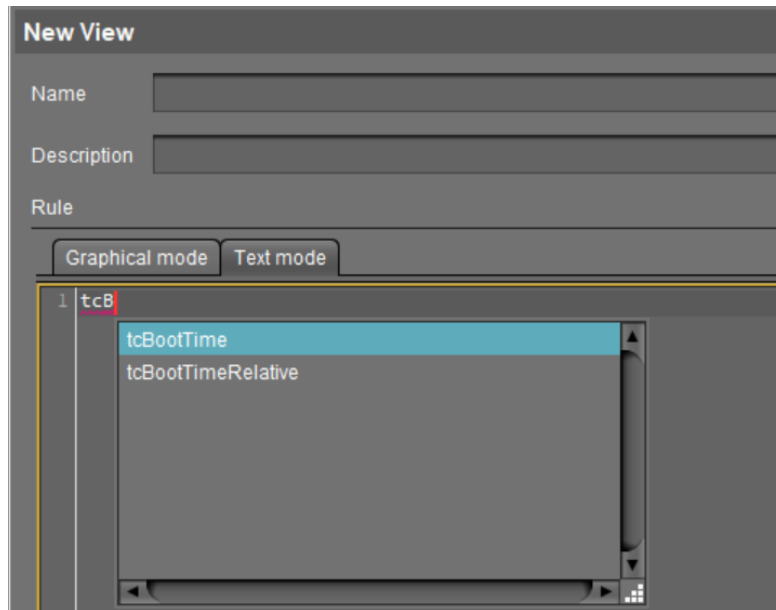 New View
Name
Description
Rule
Graphical mode Text mode
1 tcB
tcBootTime
tcBootTimeRelative